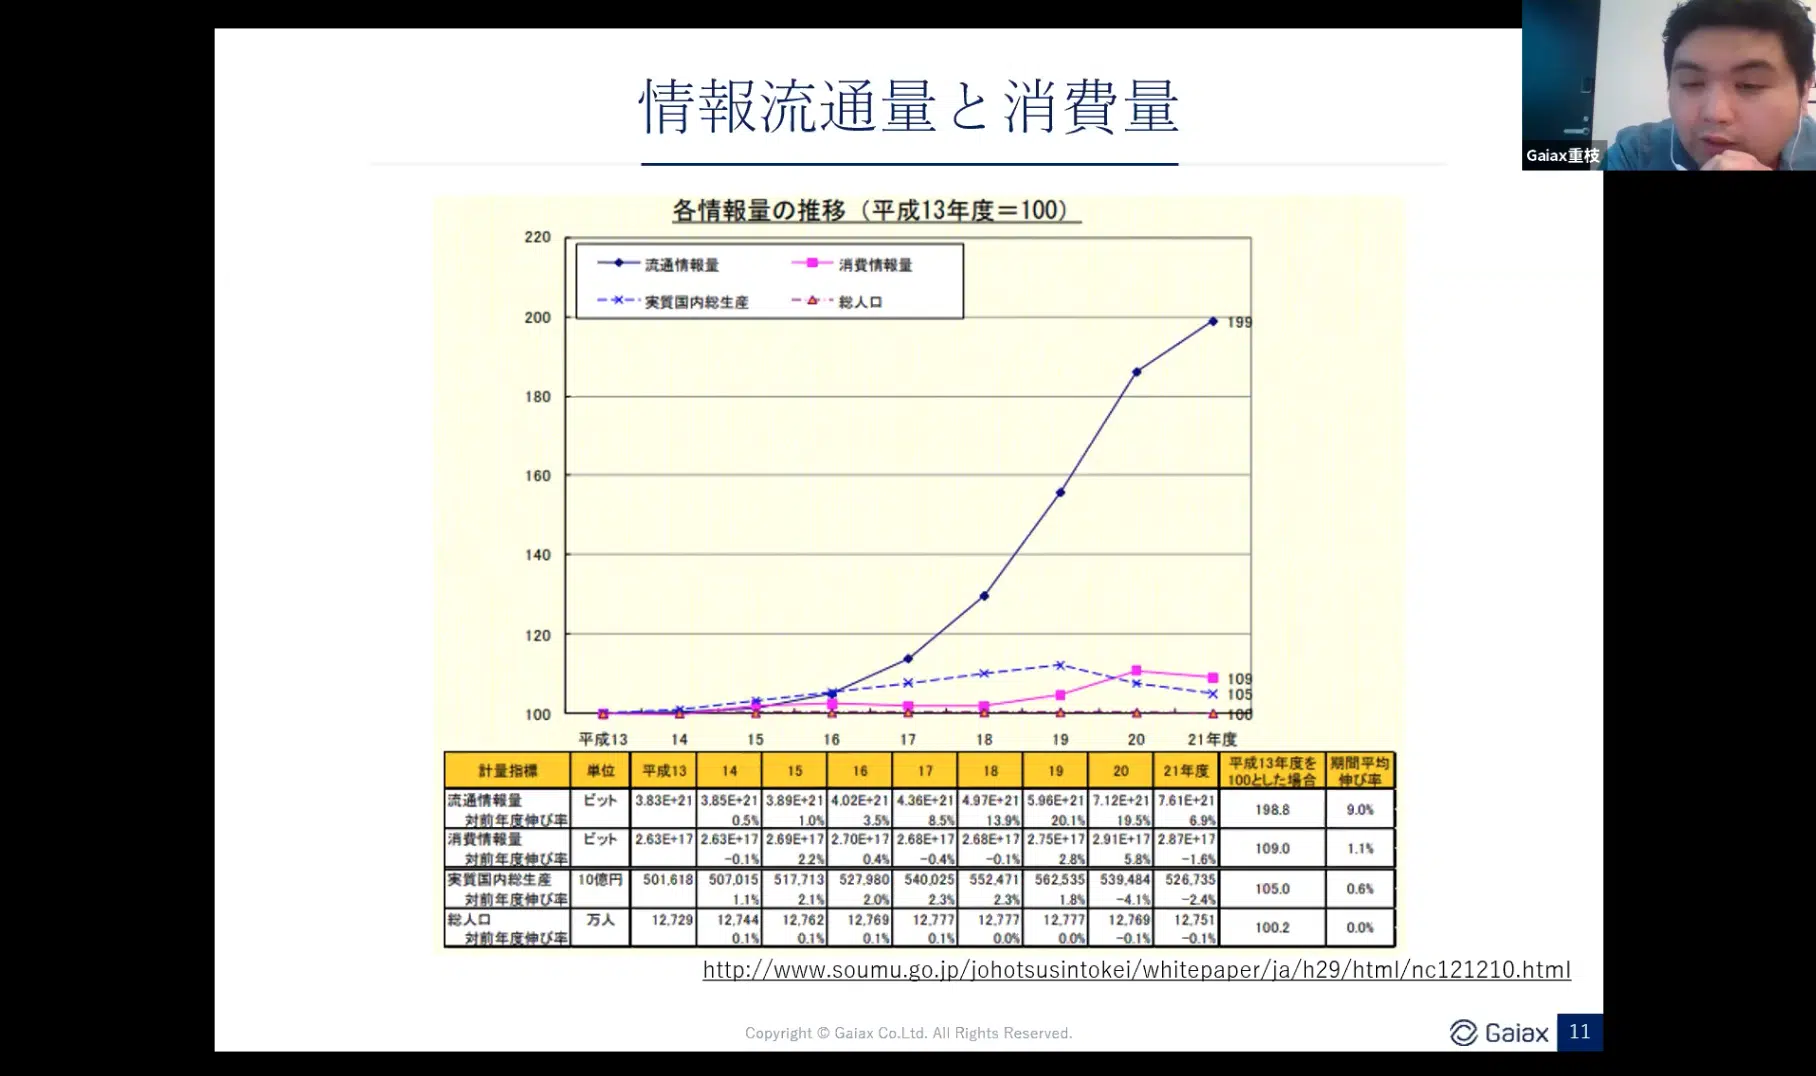 情報流通量と消費量
Gaiax重枝
各情報量の推移（平成13年度＝100）
流通情報量 消費情報量
実質国内総生産 総人口
220
200
180
160
140
120
100
199
109
105
100
平成13 14 15 16 17 18 19 20 21年度
計量指標 単位 平成13 14 15 16 17 18 19 20 21年度 平成13年度を100とした場合 期間平均伸び率
流通情報量 ビット 3.83E+21 3.85E+21 3.89E+21 4.02E+21 4.36E+21 4.97E+21 5.96E+21 7.12E+21 7.61E+21 198.8 9.0%
対前年度伸び率 0.5% 1.0% 3.5% 8.5% 13.9% 20.1% 19.5% 6.9%
消費情報量 ビット 2.63E+17 2.63E+17 2.69E+17 2.70E+17 2.68E+17 2.68E+17 2.75E+17 2.91E+17 2.87E+17 109.0 1.1%
対前年度伸び率 −0.1% 2.2% 0.4% −0.4% −0.1% 2.8% 5.8% −1.6%
実質国内総生産 10億円 501,618 507,015 517,713 527,980 540,025 552,471 562,535 539,484 526,735 105.0 0.6%
対前年度伸び率 1.1% 2.1% 2.0% 2.3% 2.3% 1.8% −4.1% −2.4%
総人口 万人 12,729 12,744 12,762 12,769 12,777 12,777 12,777 12,769 12,751 100.2 0.0%
対前年度伸び率 0.1% 0.1% 0.1% 0.1% 0.0% 0.0% −0.1% −0.1%
http://www.soumu.go.jp/johotsusintokei/whitepaper/ja/h29/html/nc121210.html
Copyright © Gaiax Co.Ltd. All Rights Reserved.
Gaiax 11